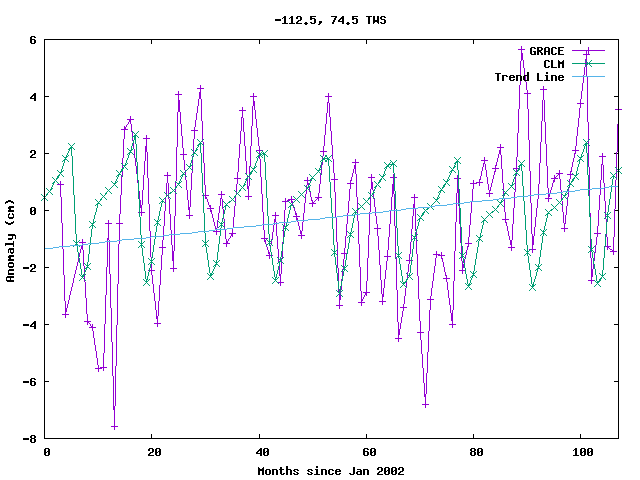 -112.5, 74.5 TWS
GRACE
CLM
Trend Line
6
4
2
0
-2
-4
-6
-8
Anomaly (cm)
0 20 40 60 80 100
Months since Jan 2002